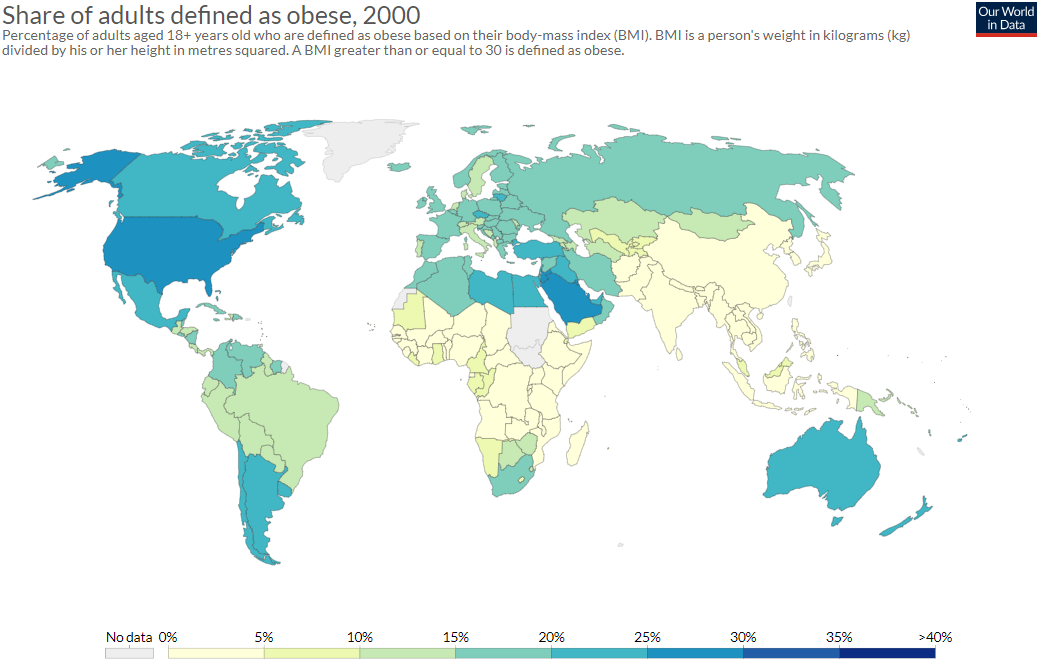 Share of adults defined as obese, 2000
Percentage of adults aged 18+ years old who are defined as obese based on their body-mass index (BMI). BMI is a person's weight in kilograms (kg)
divided by his or her height in metres squared. A BMI greater than or equal to 30 is defined as obese.
Our World
in Data
No data 0% 5% 10% 15% 20% 25% 30% 35% >40%